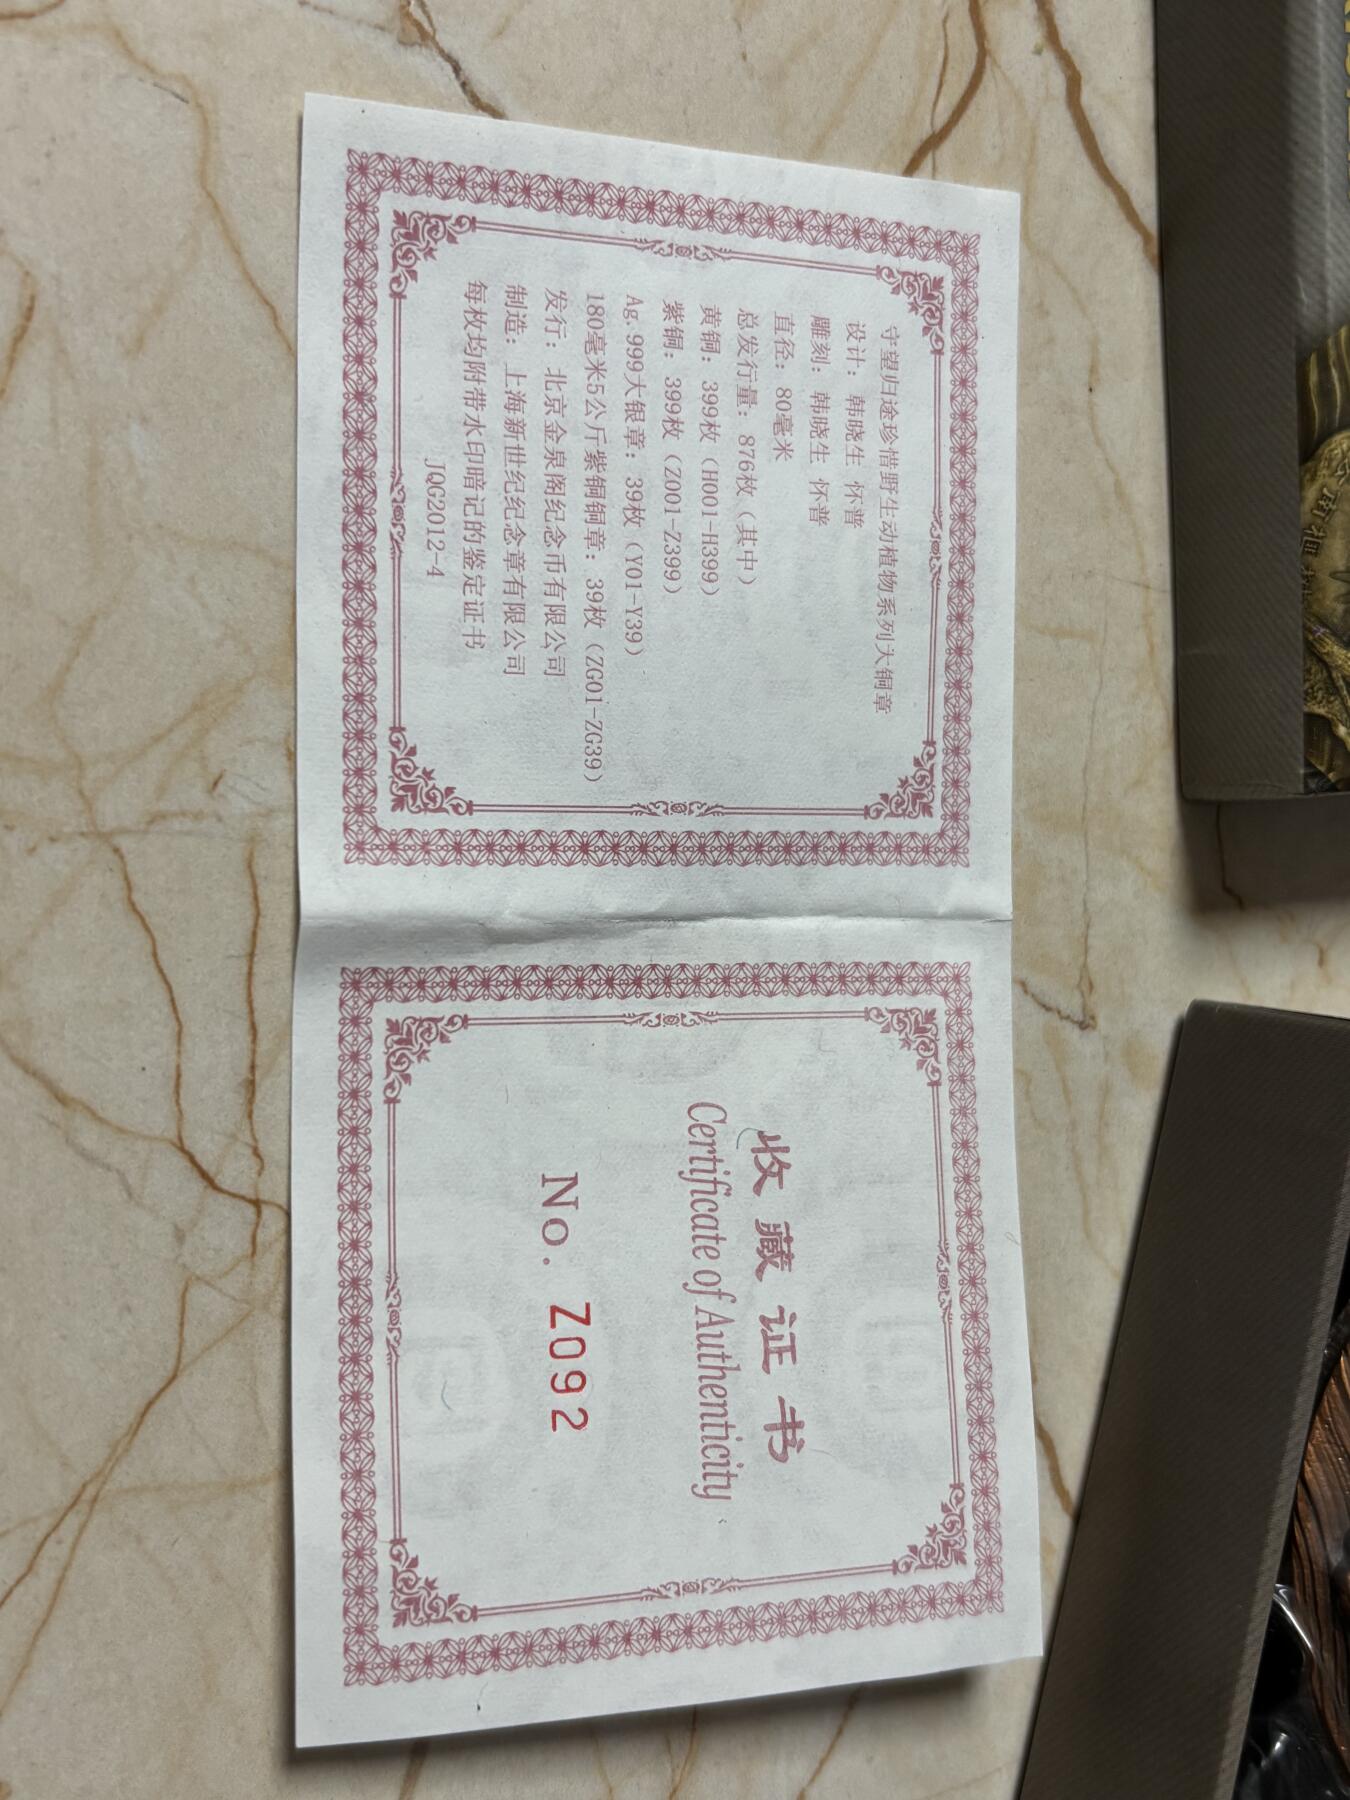 守望归途珍惜野生动植物系列大铜章
设计：韩晓生 怀普
雕刻：韩晓生 怀普
直径：80毫米
总发行量：876枚（其中）
黄铜：399枚（H001-H399）
紫铜：399枚（Z001-Z399）
Ag.999大银章：39枚（Y01-Y39）
180毫米5公斤紫铜铜章：39枚（ZG01-ZG39）
发行：北京金泉阁纪念币有限公司
制造：上海新世纪纪念章有限公司
每枚均附带水印暗记的鉴定证书
JQG2012-4
收藏证书
Certificate of Authenticity
No. Z092